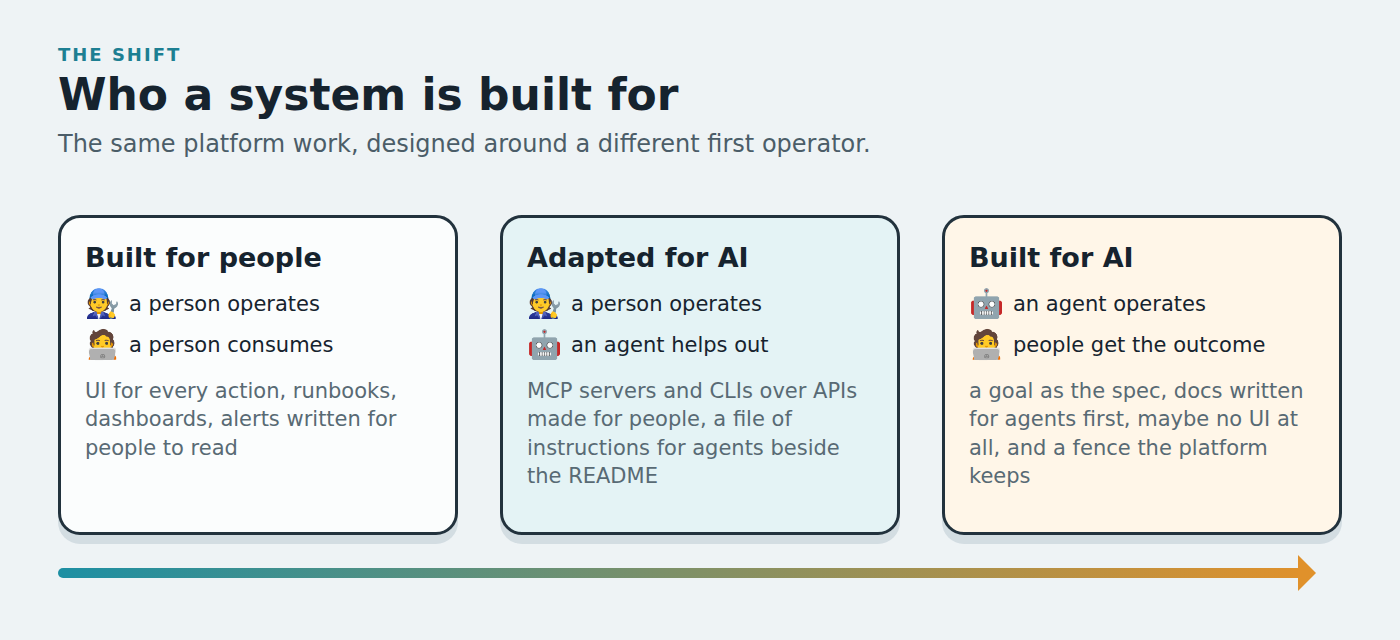 THE SHIFT
Who a system is built for
The same platform work, designed around a different first operator.
Built for people
a person operates
a person consumes
UI for every action, runbooks,
dashboards, alerts written for
people to read
Adapted for AI
a person operates
an agent helps out
MCP servers and CLIs over APIs
made for people, a file of
instructions for agents beside
the README
Built for AI
an agent operates
people get the outcome
a goal as the spec, docs written
for agents first, maybe no UI at
all, and a fence the platform
keeps